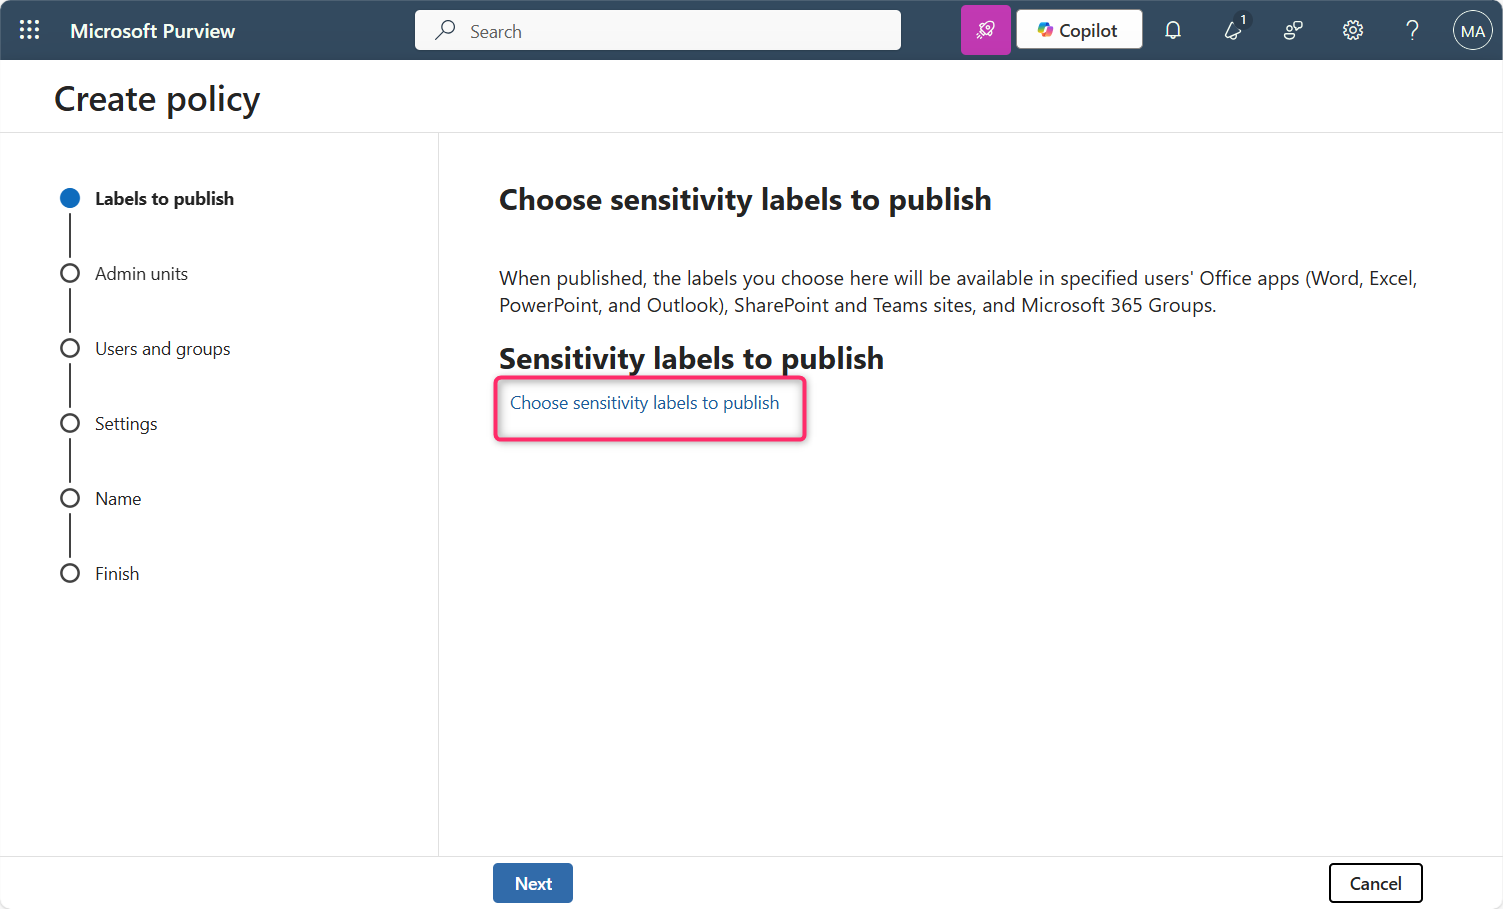 Microsoft Purview
Search
Copilot
1
?
MA
Create policy
Labels to publish
Admin units
Users and groups
Settings
Name
Finish
Choose sensitivity labels to publish
When published, the labels you choose here will be available in specified users' Office apps (Word, Excel,
PowerPoint, and Outlook), SharePoint and Teams sites, and Microsoft 365 Groups.
Sensitivity labels to publish
Choose sensitivity labels to publish
Next
Cancel